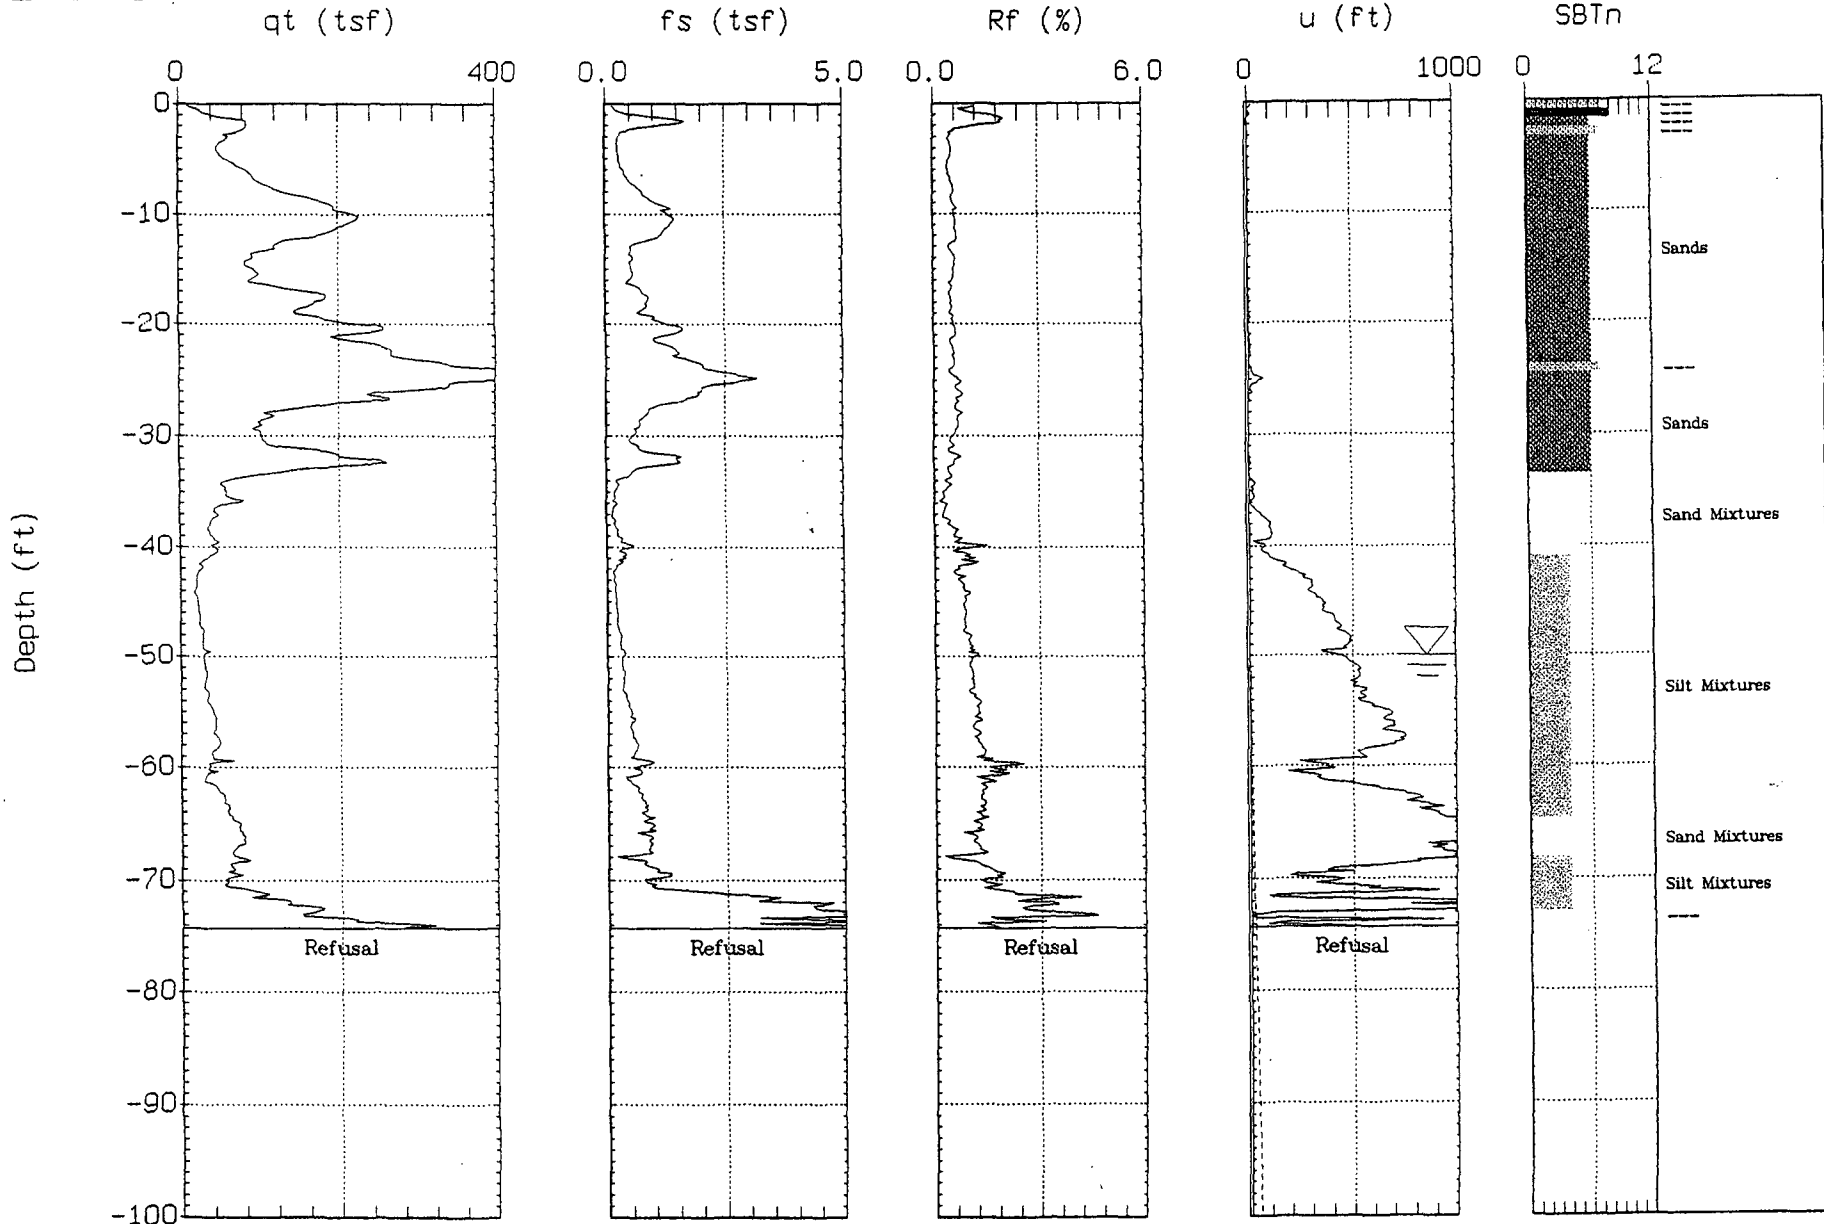 qt (tsf)
fs (tsf)
Rf (%)
u (ft)
SBTn
0 400
0.0 5.0
0.0 6.0
0 1000
0 12
Depth (ft)
0
-10
-20
-30
-40
-50
-60
-70
-80
-90
-100
Sands
Sands
Sand Mixtures
Silt Mixtures
Sand Mixtures
Silt Mixtures
Refusal
Refusal
Refusal
Refusal